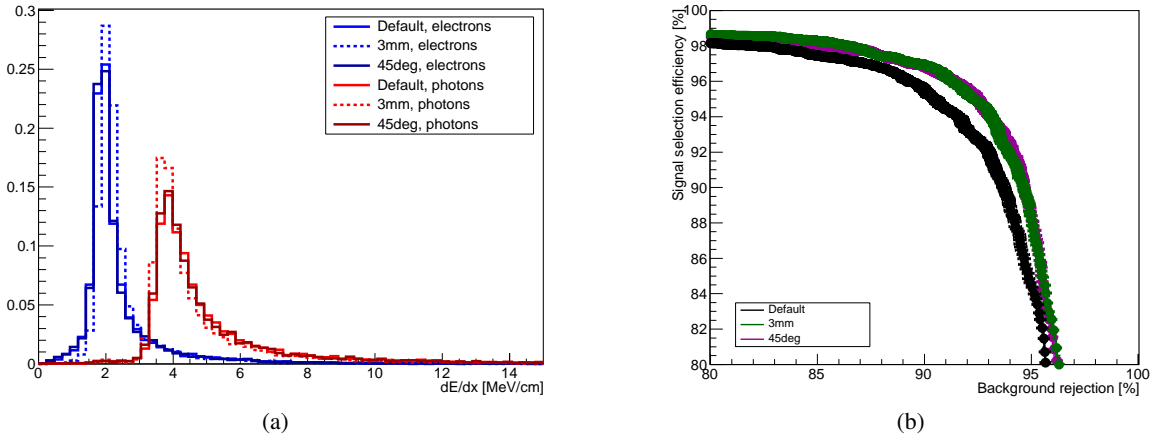 0.3
0.25
0.2
0.15
0.1
0.05
0
0 2 4 6 8 10 12 14
dE/dx [MeV/cm]
Default, electrons
3mm, electrons
45deg, electrons
Default, photons
3mm, photons
45deg, photons
(a)
Signal selection efficiency [%]
100
98
96
94
92
90
88
86
84
82
80
80 85 90 95 100
Background rejection [%]
Default
3mm
45deg
(b)